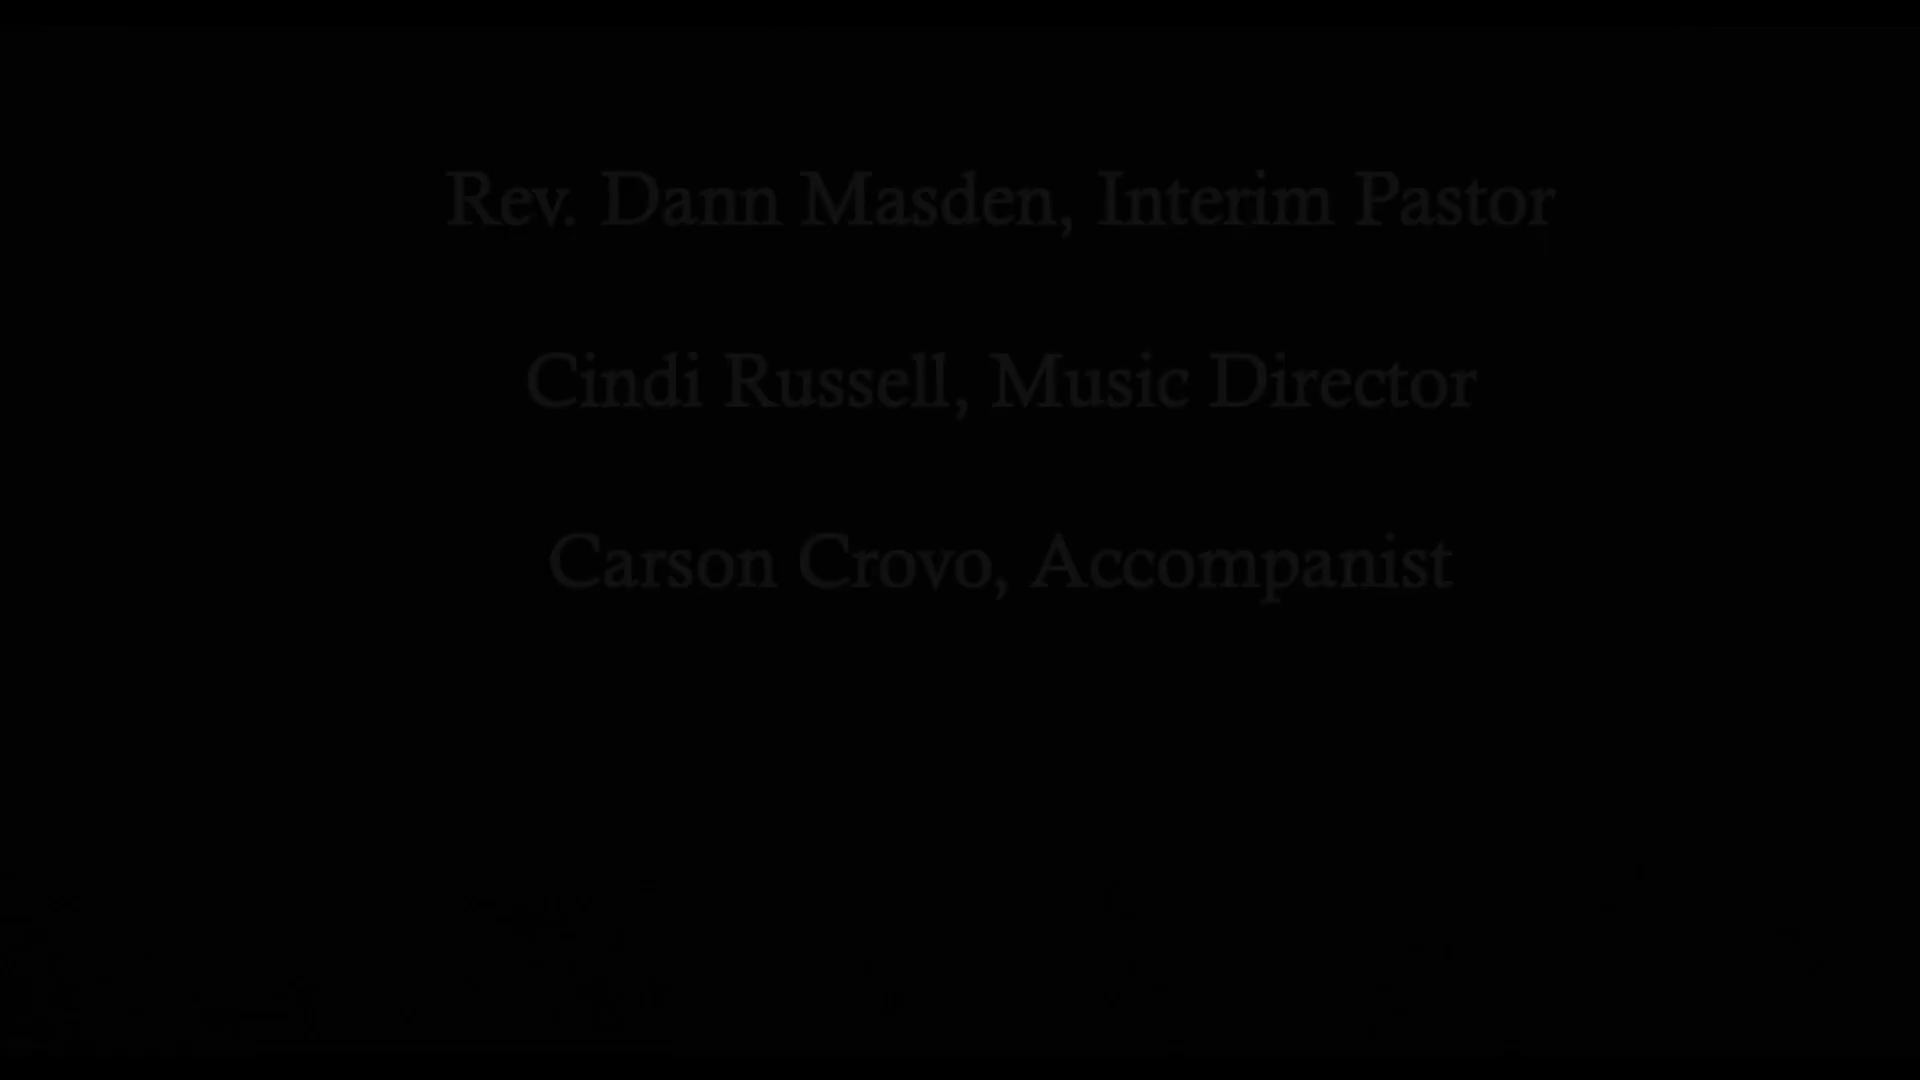 Rev. Dann Masden, Interim Pastor
Cindi Russell, Music Director
Carson Crovo, Accompanist